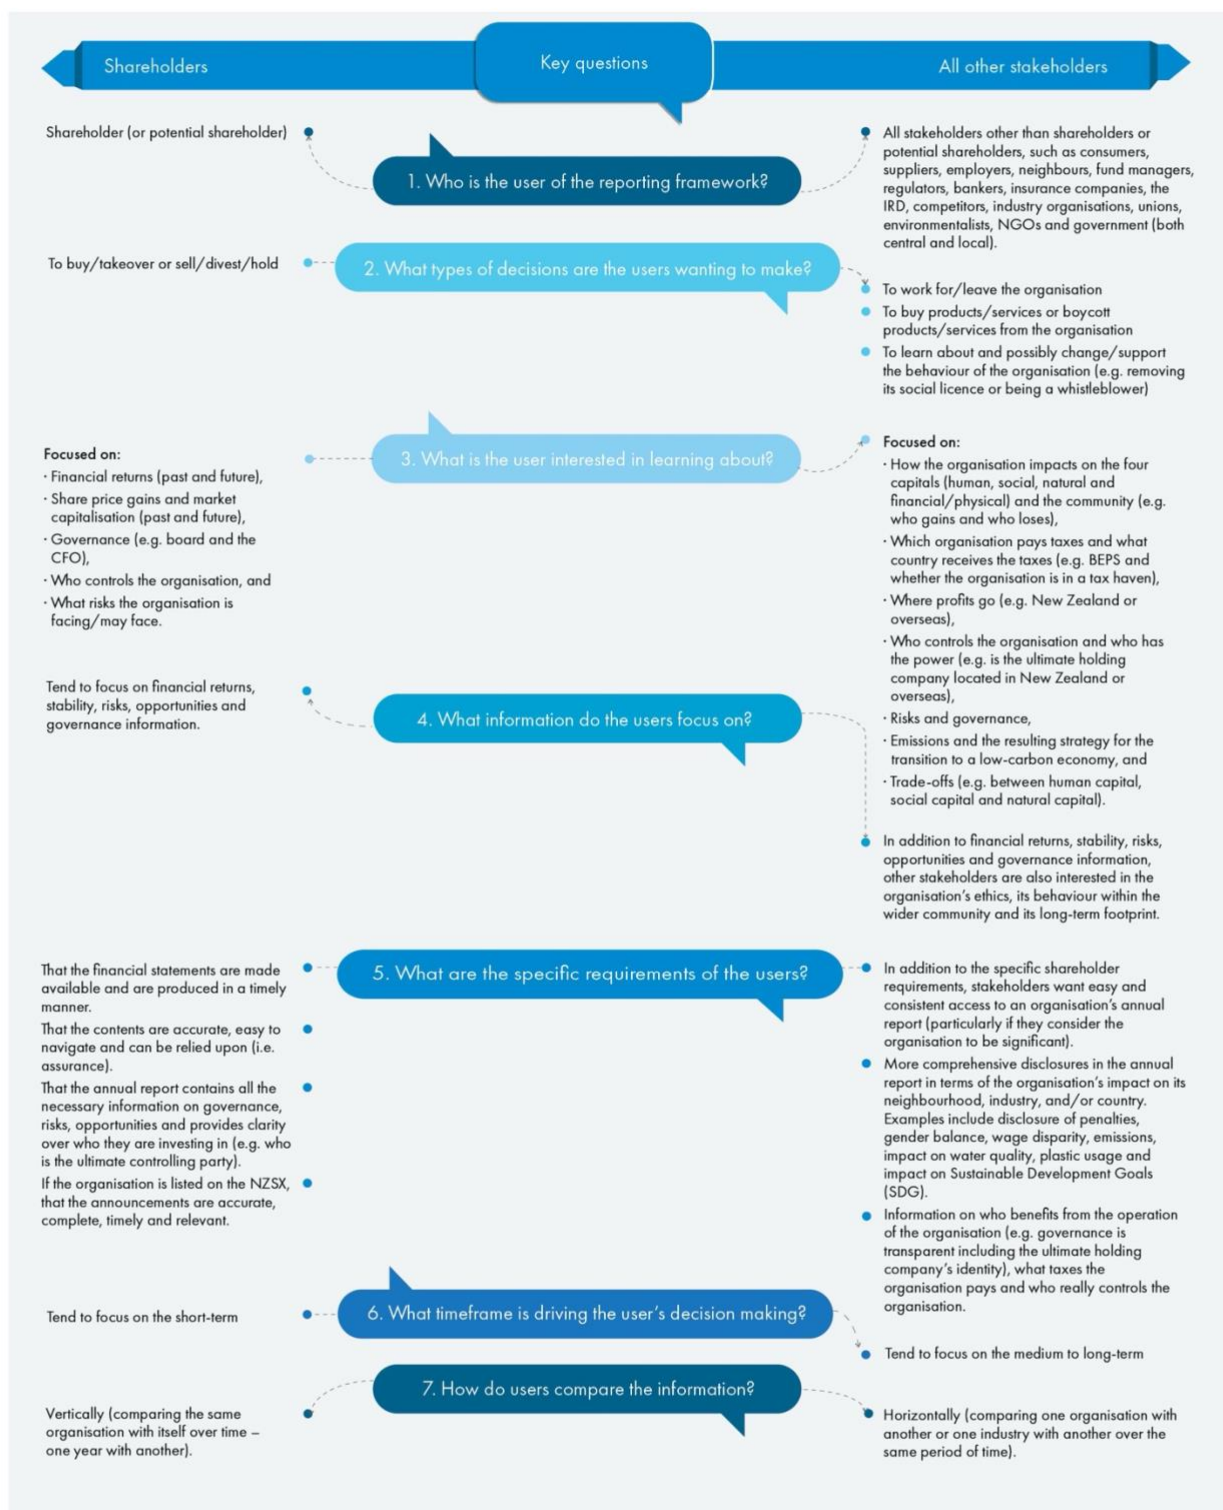 Shareholders
Key questions
All other stakeholders
Shareholder (or potential shareholder)
1. Who is the user of the reporting framework?
All stakeholders other than shareholders or
potential shareholders, such as consumers,
suppliers, employers, neighbours, fund managers,
regulators, bankers, insurance companies, the
IRD, competitors, industry organisations, unions,
environmentalists, NGOs and government (both
central and local).
To buy/takeover or sell/divest/hold
2. What types of decisions are the users wanting to make?
To work for/leave the organisation
To buy products/services or boycott
products/services from the organisation
To learn about and possibly change/support
the behaviour of the organisation (e.g. removing
its social licence or being a whistleblower)
Focused on:
· Financial returns (past and future),
· Share price gains and market
capitalisation (past and future),
· Governance (e.g. board and the
CFO),
· Who controls the organisation, and
· What risks the organisation is
facing/may face.
3. What is the user interested in learning about?
Focused on:
· How the organisation impacts on the four
capitals (human, social, natural and
financial/physical) and the community (e.g.
who gains and who loses),
· Which organisation pays taxes and what
country receives the taxes (e.g. BEPS and
whether the organisation is in a tax haven),
· Where profits go (e.g. New Zealand or
overseas),
· Who controls the organisation and who has
the power (e.g. is the ultimate holding
company located in New Zealand or
overseas),
· Risks and governance,
· Emissions and the resulting strategy for the
transition to a low-carbon economy, and
· Trade-offs (e.g. between human capital,
social capital and natural capital).
Tend to focus on financial returns,
stability, risks, opportunities and
governance information.
4. What information do the users focus on?
In addition to financial returns, stability, risks,
opportunities and governance information,
other stakeholders are also interested in the
organisation's ethics, its behaviour within the
wider community and its long-term footprint.
That the financial statements are made
available and are produced in a timely
manner.
That the contents are accurate, easy to
navigate and can be relied upon (i.e.
assurance).
That the annual report contains all the
necessary information on governance,
risks, opportunities and provides clarity
over who they are investing in (e.g. who
is the ultimate controlling party).
If the organisation is listed on the NZSX,
that the announcements are accurate,
complete, timely and relevant.
5. What are the specific requirements of the users?
In addition to the specific shareholder
requirements, stakeholders want easy and
consistent access to an organisation's annual
report (particularly if they consider the
organisation to be significant).
More comprehensive disclosures in the annual
report in terms of the organisation's impact on its
neighbourhood, industry, and/or country.
Examples include disclosure of penalties,
gender balance, wage disparity, emissions,
impact on water quality, plastic usage and
impact on Sustainable Development Goals
(SDG).
Information on who benefits from the operation
of the organisation (e.g. governance is
transparent including the ultimate holding
company's identity), what taxes the
organisation pays and who really controls the
organisation.
Tend to focus on the short-term
6. What timeframe is driving the user's decision making?
Tend to focus on the medium to long-term
7. How do users compare the information?
Vertically (comparing the same
organisation with itself over time –
one year with another).
Horizontally (comparing one organisation with
another or one industry with another over the
same period of time).